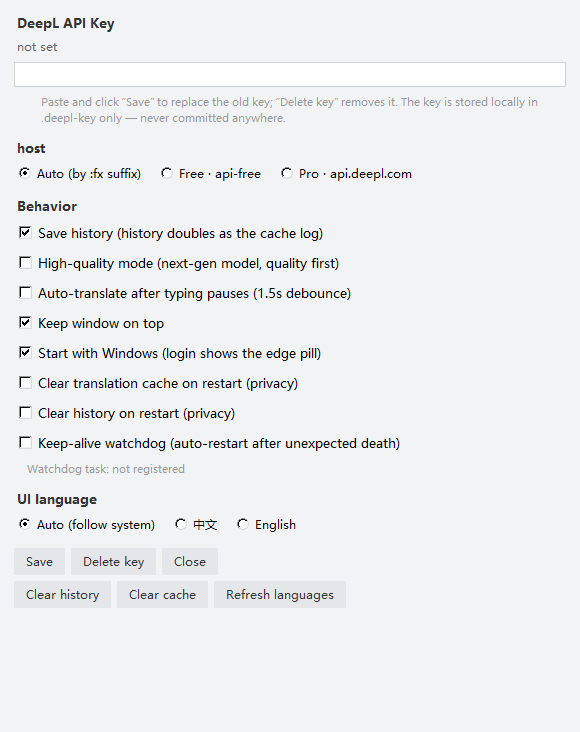 DeepL API Key
not set
Paste and click "Save" to replace the old key; "Delete key" removes it. The key is stored locally in
.deepl-key only — never committed anywhere.
host
Auto (by :fx suffix) Free · api-free Pro · api.deepl.com
Behavior
Save history (history doubles as the cache log)
High-quality mode (next-gen model, quality first)
Auto-translate after typing pauses (1.5s debounce)
Keep window on top
Start with Windows (login shows the edge pill)
Clear translation cache on restart (privacy)
Clear history on restart (privacy)
Keep-alive watchdog (auto-restart after unexpected death)
Watchdog task: not registered
UI language
Auto (follow system) 中文 English
Save Delete key Close
Clear history Clear cache Refresh languages